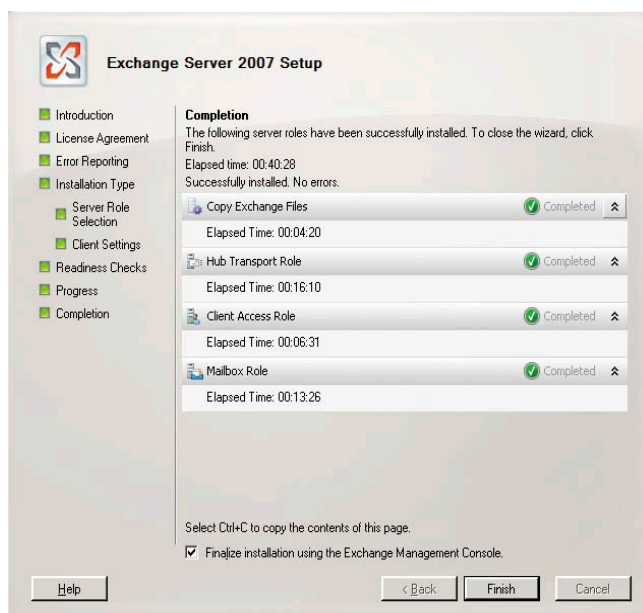 Exchange Server 2007 Setup
Introduction
License Agreement
Error Reporting
Installation Type
Server Role
Selection
Client Settings
Readiness Checks
Progress
Completion
Completion
The following server roles have been successfully installed. To close the wizard, click
Finish.
Elapsed time: 00:40:28
Successfully installed. No errors.
Copy Exchange Files Completed
Elapsed Time: 00:04:20
Hub Transport Role Completed
Elapsed Time: 00:16:10
Client Access Role Completed
Elapsed Time: 00:06:31
Mailbox Role Completed
Elapsed Time: 00:13:26
Select Ctrl+C to copy the contents of this page.
Finalize installation using the Exchange Management Console.
Help < Back Finish Cancel